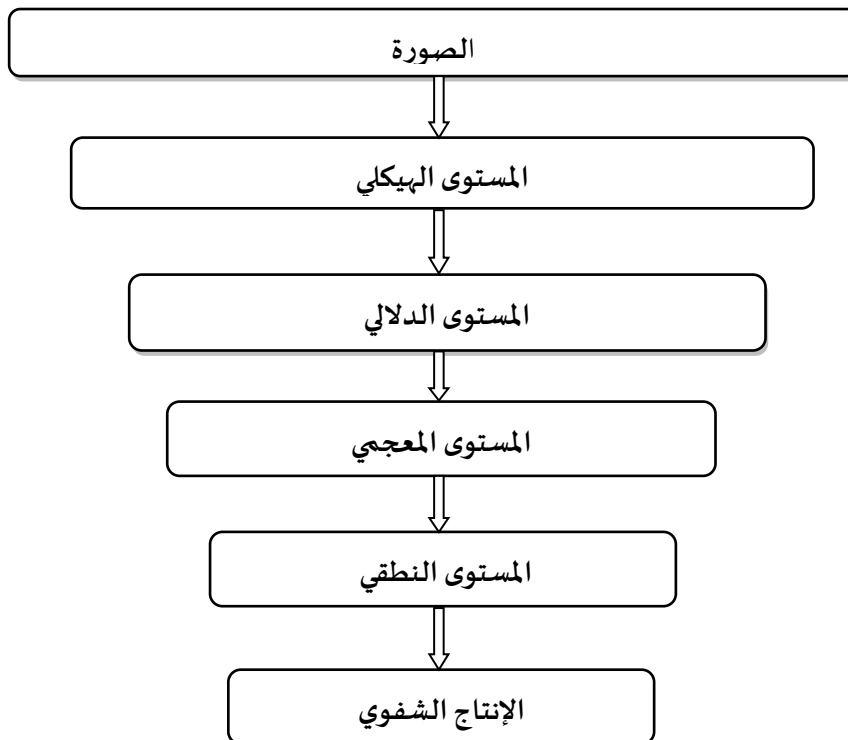 الصورة
المستوى الهيكلي
المستوى الدلالي
المستوى المعجمي
المستوى النطقي
الإنتاج الشفوي